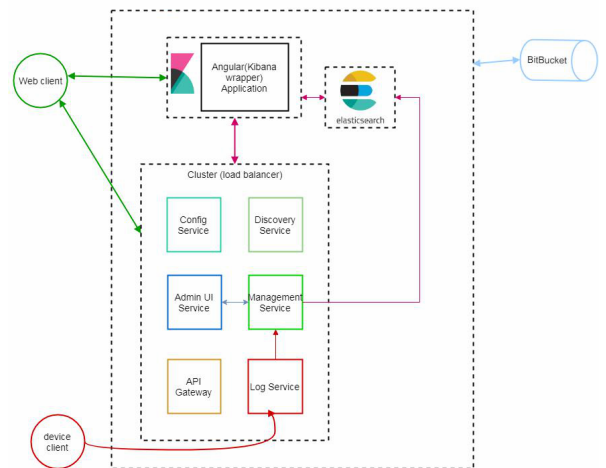 Angular(Kibana
wrapper)
Application
BitBucket
Web client
elasticsearch
Cluster (load balancer)
Config
Service
Discovery
Service
Admin UI
Service
Management
Service
API
Gateway
Log Service
device
client